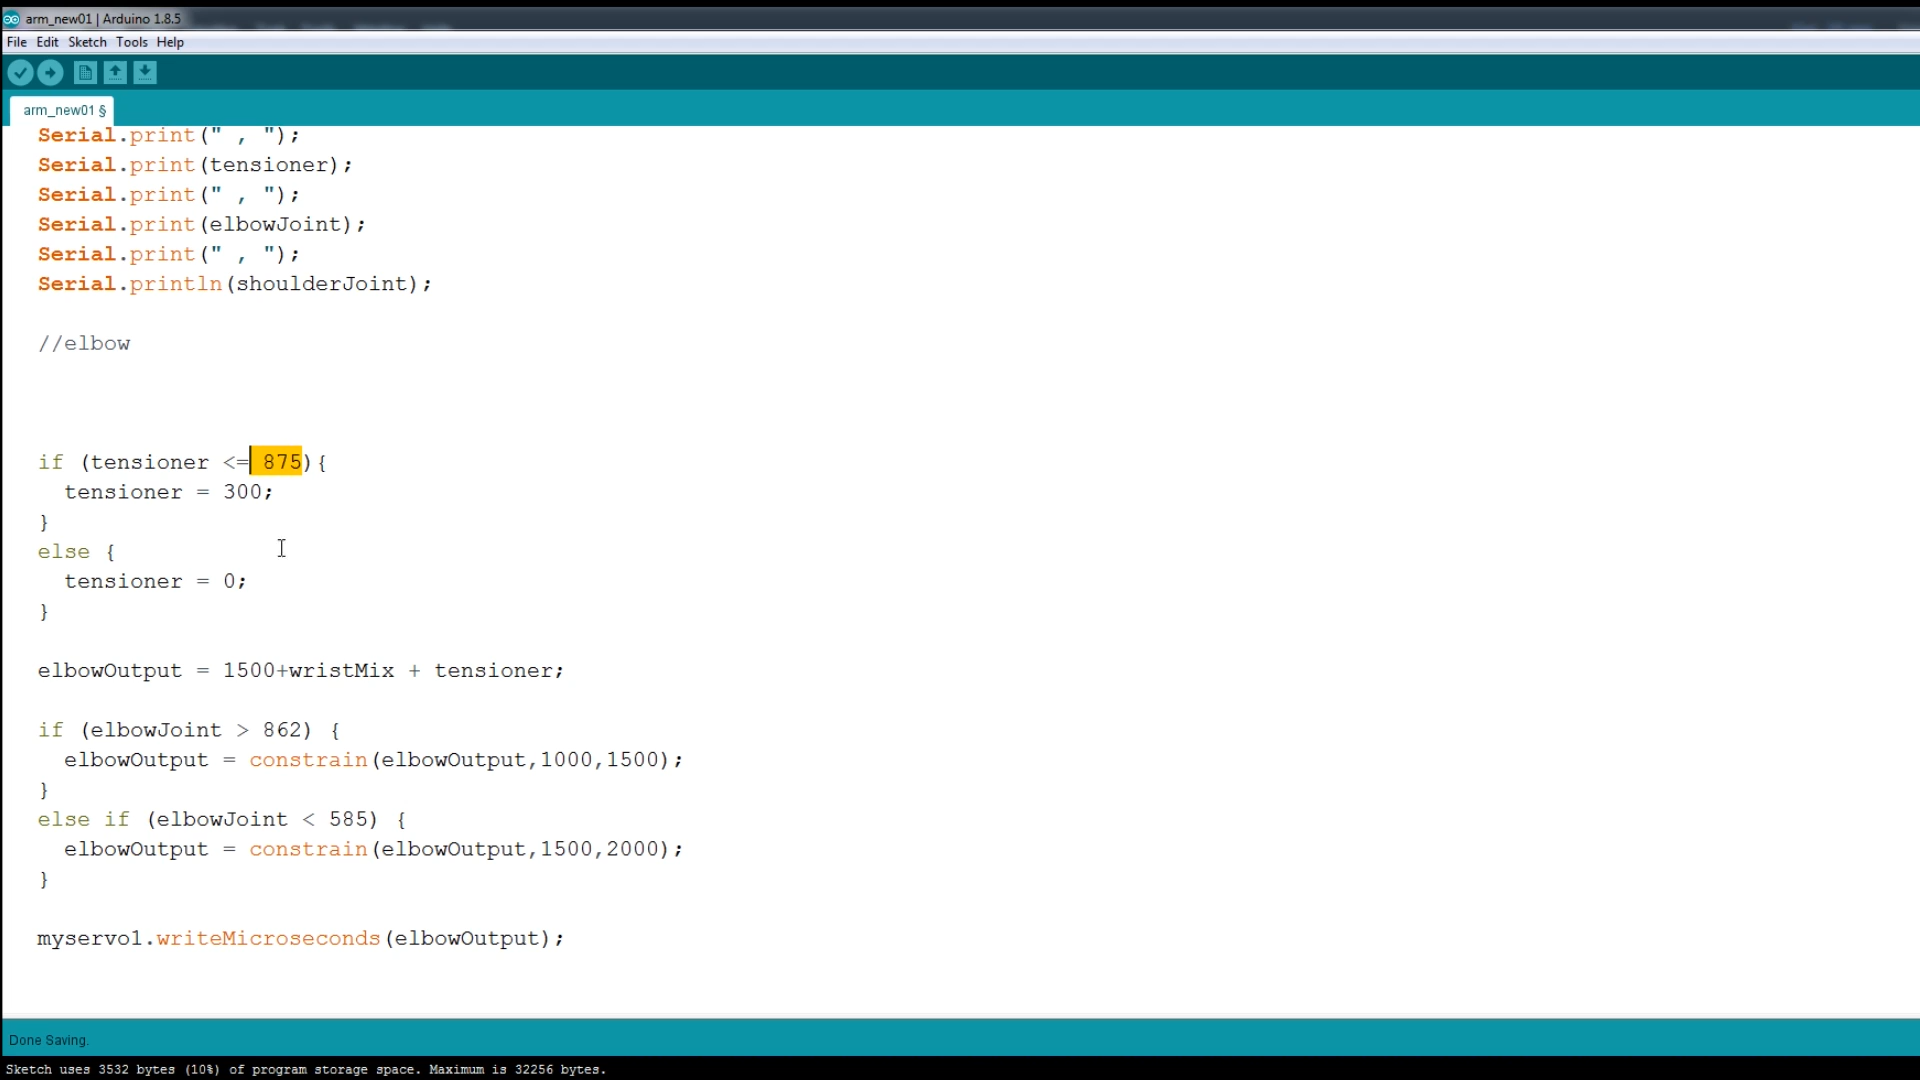 arm_new01 | Arduino 1.8.5
File Edit Sketch Tools Help
arm_new01 §
Serial.print(" , ");
Serial.print(tensioner);
Serial.print(" , ");
Serial.print(elbowJoint);
Serial.print(" , ");
Serial.println(shoulderJoint);
//elbow
if (tensioner <= 875){
tensioner = 300;
}
else {
tensioner = 0;
}
elbowOutput = 1500+wristMix + tensioner;
if (elbowJoint > 862) {
elbowOutput = constrain(elbowOutput,1000,1500);
}
else if (elbowJoint < 585) {
elbowOutput = constrain(elbowOutput,1500,2000);
}
myservo1.writeMicroseconds(elbowOutput);
Done Saving.
Sketch uses 3532 bytes (10%) of program storage space. Maximum is 32256 bytes.